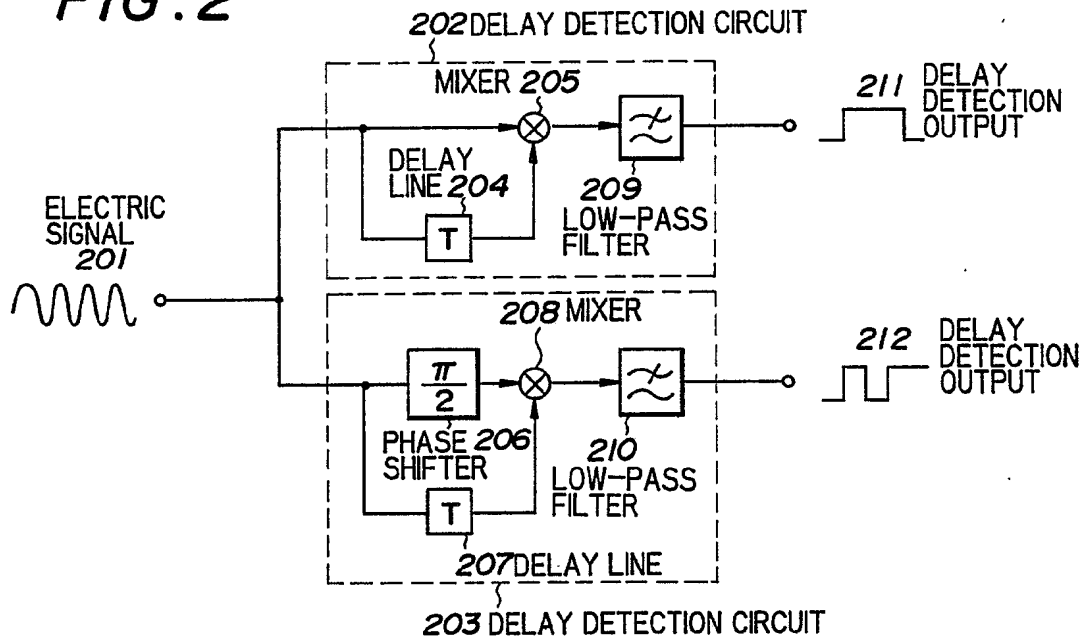 FIG. 2
202 DELAY DETECTION CIRCUIT
MIXER 205
DELAY
LINE 204
T
209
LOW-PASS
FILTER
211 DELAY
DETECTION
OUTPUT
ELECTRIC
SIGNAL
201
208 MIXER
π
2
PHASE 206
SHIFTER
T
210
LOW-PASS
FILTER
212 DELAY
DETECTION
OUTPUT
207 DELAY LINE
203 DELAY DETECTION CIRCUIT